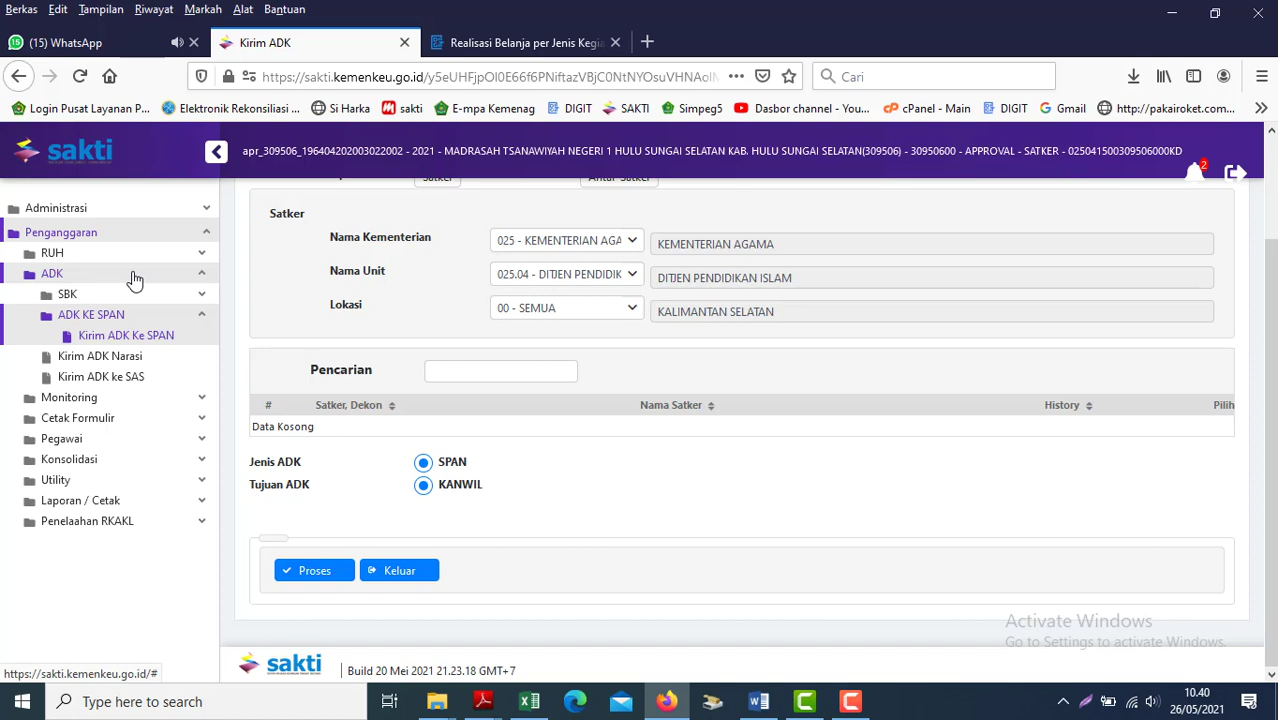 Berkas Edit Tampilan Riwayat Markah Alat Bantuan
(15) WhatsApp
Kirim ADK
Realisasi Belanja per Jenis Kegia
https://sakti.kemenkeu.go.id/y5eUHFjpOl0E66f6PNiftazVBjC0NtNYOsuVHNAolM
Cari
Login Pusat Layanan P...
Elektronik Rekonsiliasi ...
Si Harka
sakti
E-mpa Kemenag
DIGIT
SAKTI
Simpeg5
Dasbor channel - You...
cPanel - Main
DIGIT
Gmail
http://pakairoket.com...
sakti
apr_309506_196404202003022002 - 2021 - MADRASAH TSANAWIYAH NEGERI 1 HULU SUNGAI SELATAN KAB. HULU SUNGAI SELATAN(309506) - 30950600 - APPROVAL - SATKER - 025041500309506000KD
2
Administrasi
Penganggaran
RUH
ADK
SBK
ADK KE SPAN
Kirim ADK Ke SPAN
Kirim ADK Narasi
Kirim ADK ke SAS
Monitoring
Cetak Formulir
Pegawai
Konsolidasi
Utility
Laporan / Cetak
Penelaahan RKAKL
Satker
Antar Satker
Satker
Nama Kementerian 025 - KEMENTERIAN AGA KEMENTERIAN AGAMA
Nama Unit 025.04 - DITJEN PENDIDIK DITJEN PENDIDIKAN ISLAM
Lokasi 00 - SEMUA KALIMANTAN SELATAN
Pencarian
# Satker, Dekon Nama Satker History Pilih
Data Kosong
Jenis ADK SPAN
Tujuan ADK KANWIL
Proses
Keluar
Activate Windows
Go to Settings to activate Windows.
sakti
Build 20 Mei 2021 21.23.18 GMT+7
https://sakti.kemenkeu.go.id/#
Type here to search
10.40
26/05/2021